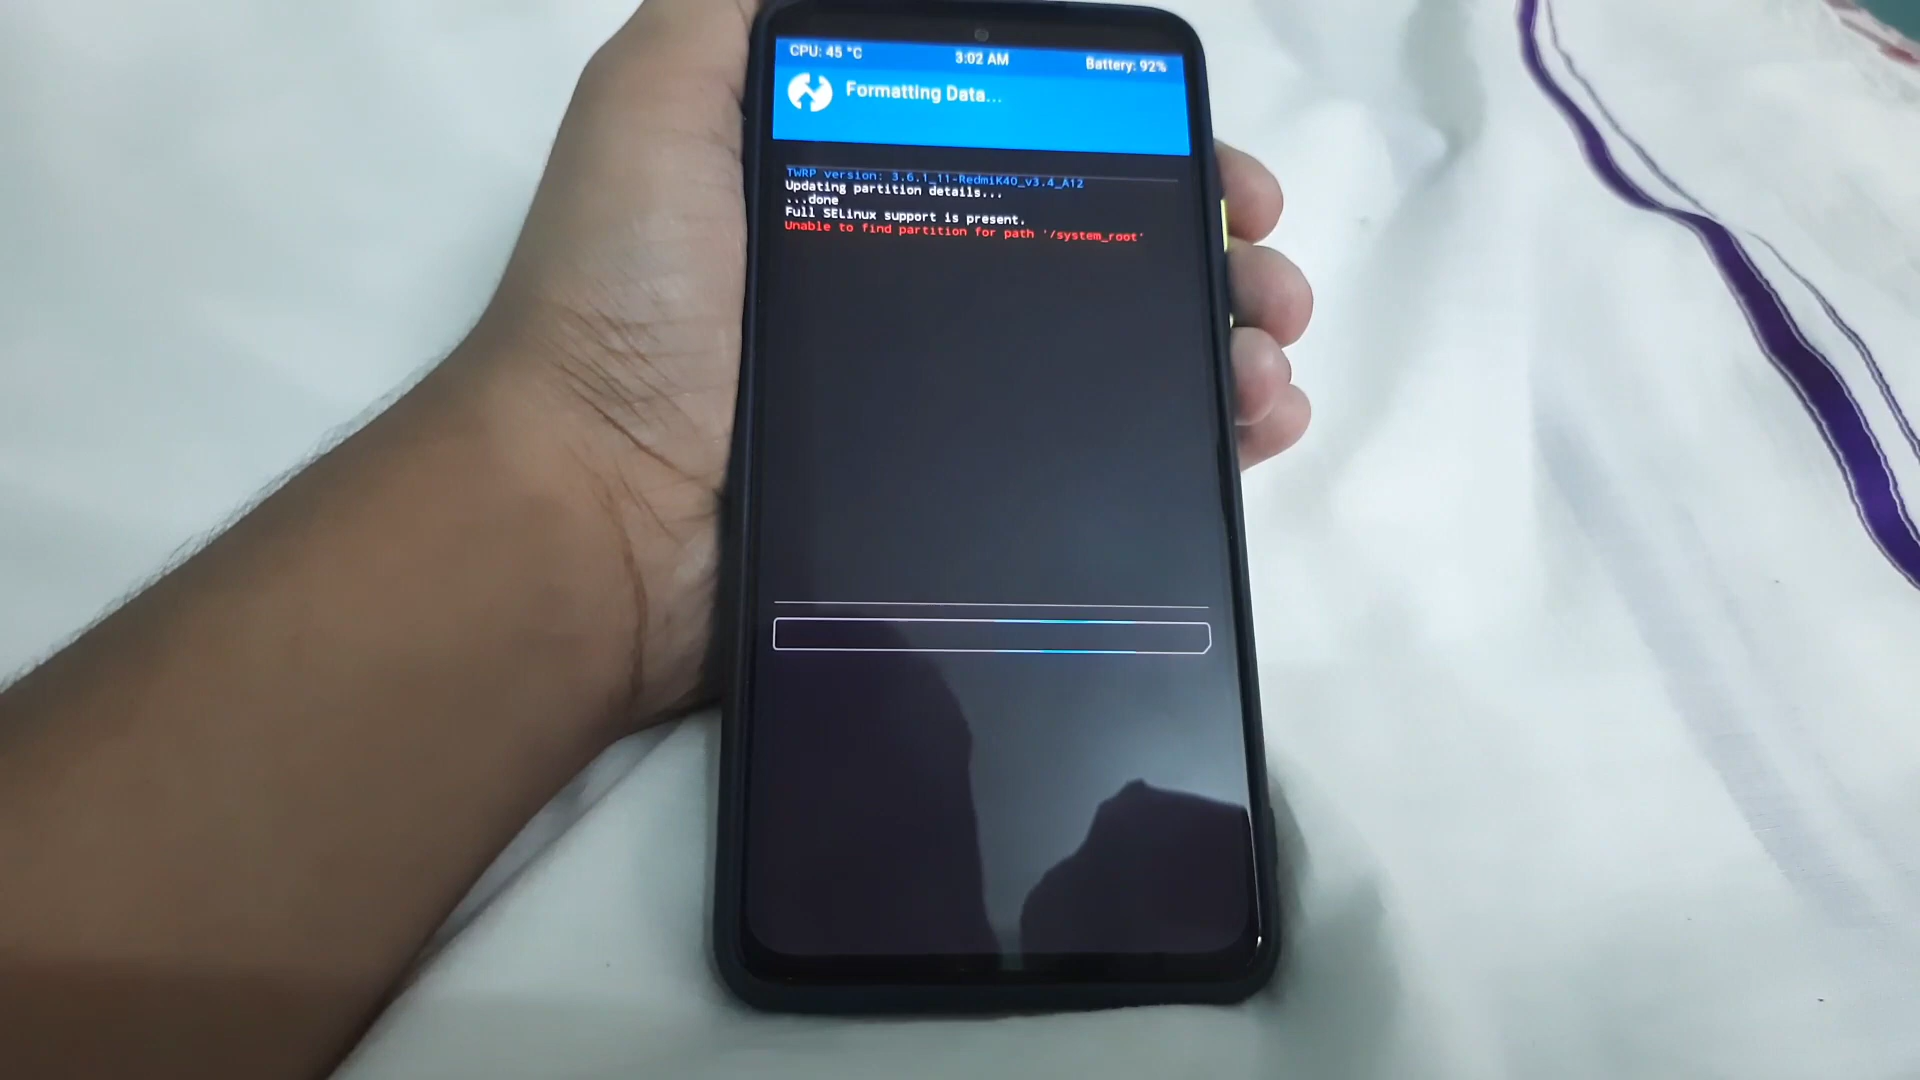 CPU: 45 °C 3:02 AM Battery: 92%
Formatting Data...
TWRP version: 3.6.1_11-RedmiK40_v3.4_A12
Updating partition details...
...done
Full SELinux support is present.
Unable to find partition for path '/system_root'